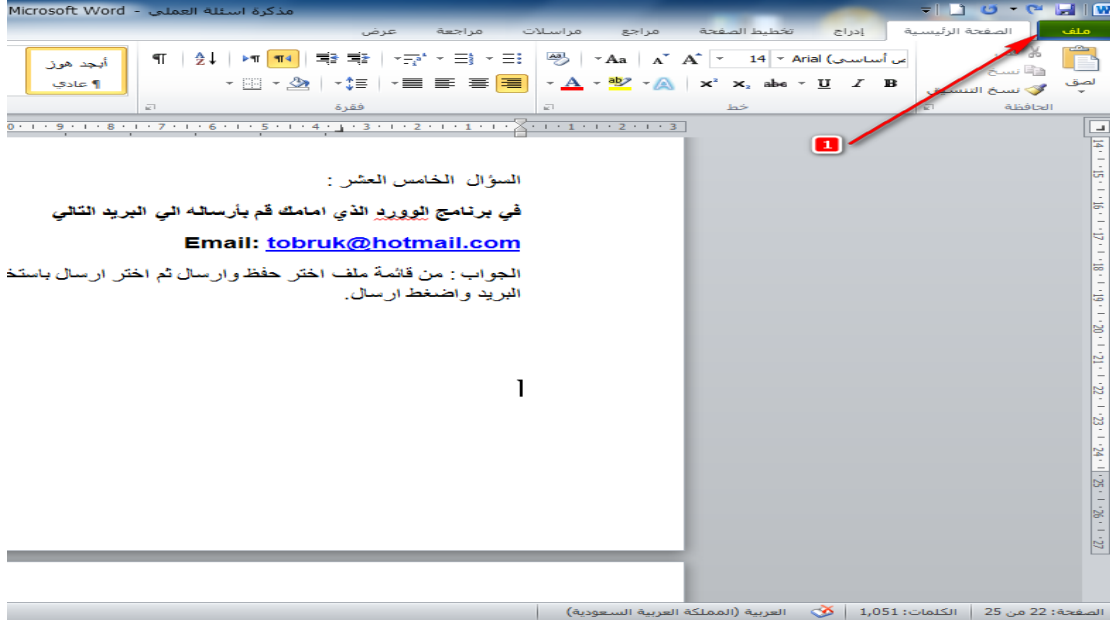 مذكرة اسئلة العملي - Microsoft Word
ملف الصفحة الرئيسية إدراج تخطيط الصفحة مراجع مراسلات مراجعة عرض
لصق
نسخ
نسخ التنسيق
الحافظة
14 Arial (أساسي
خط
فقرة
أبجد هوز
عادي ¶
1
السؤال الخامس العشر :
في برنامج الوورد الذي امامك قم بأرساله الي البريد التالي
Email: tobruk@hotmail.com
الجواب : من قائمة ملف اختر حفظ وارسال ثم اختر ارسال باستخ
البريد واضغط ارسال.
الصفحة: 22 من 25 الكلمات: 1,051 العربية (المملكة العربية السعودية)